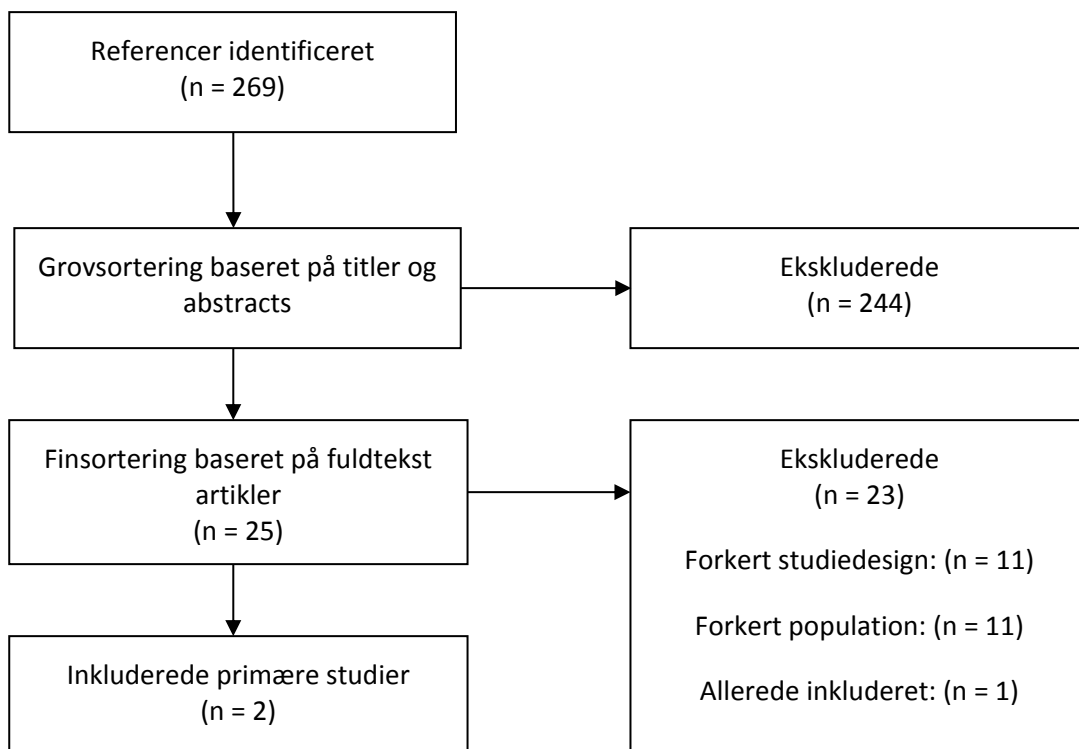 Referencer identificeret
(n = 269)
Grovsortering baseret på titler og
abstracts
Ekskluderede
(n = 244)
Finsortering baseret på fuldtekst
artikler
(n = 25)
Ekskluderede
(n = 23)
Forkert studiedesign: (n = 11)
Forkert population: (n = 11)
Allerede inkluderet: (n = 1)
Inkluderede primære studier
(n = 2)